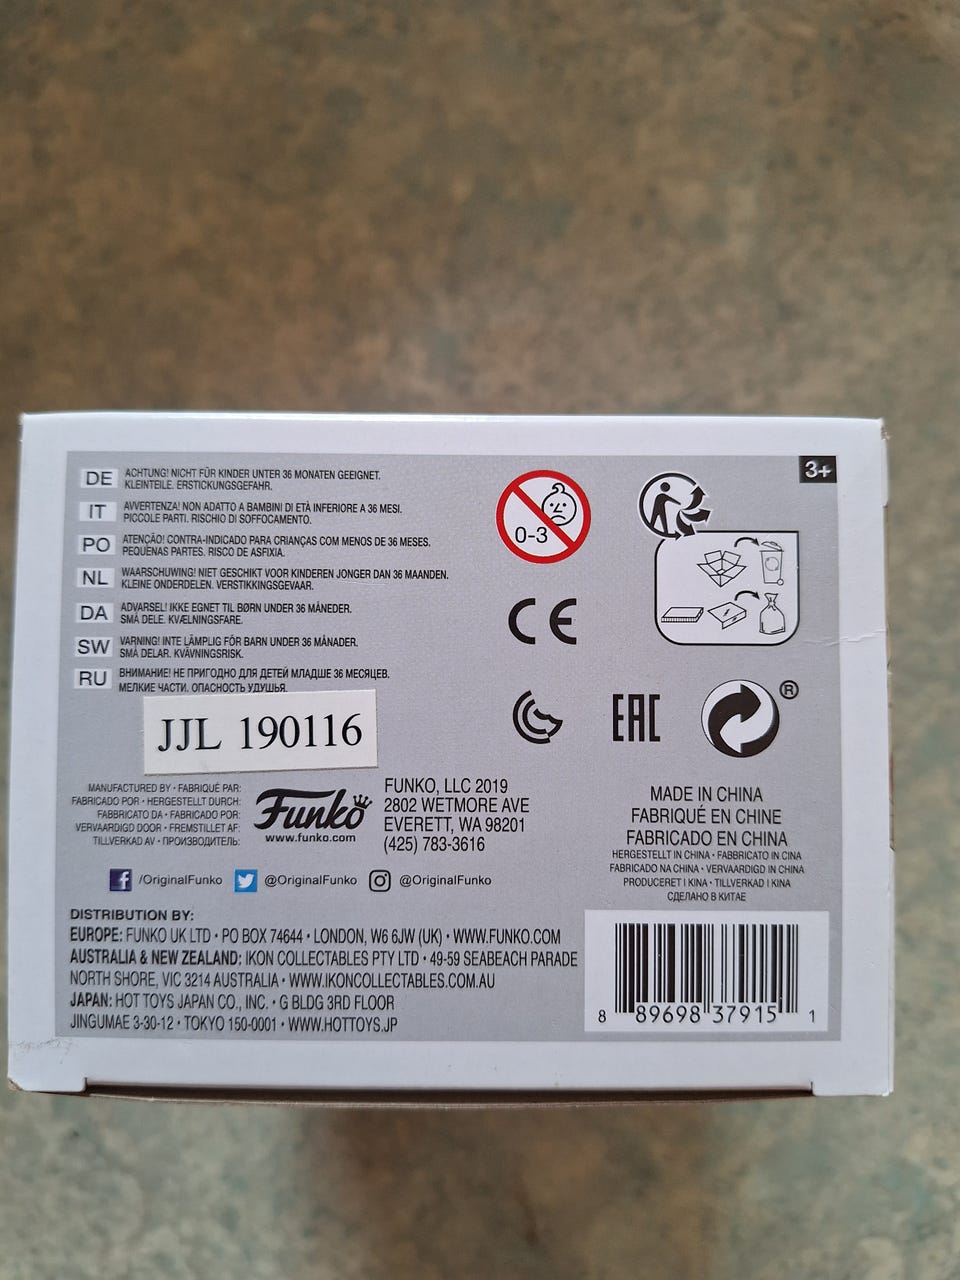 3+
DE ACHTUNG! NICHT FÜR KINDER UNTER 36 MONATEN GEEIGNET.
KLEINTEILE. ERSTICKUNGSGEFAHR.
IT AVVERTENZA! NON ADATTO A BAMBINI DI ETÀ INFERIORE A 36 MESI.
PICCOLE PARTI. RISCHIO DI SOFFOCAMENTO.
PO ATENÇÃO! CONTRA-INDICADO PARA CRIANÇAS COM MENOS DE 36 MESES.
PEQUENAS PARTES. RISCO DE ASFIXIA.
NL WAARSCHUWING! NIET GESCHIKT VOOR KINDEREN JONGER DAN 36 MAANDEN.
KLEINE ONDERDELEN. VERSTIKKINGSGEVAAR.
DA ADVARSEL! IKKE EGNET TIL BØRN UNDER 36 MÅNEDER.
SMÅ DELE. KVÆLNINGSFARE.
SW VARNING! INTE LÄMPLIG FÖR BARN UNDER 36 MÅNADER.
SMÅ DELAR. KVÄVNINGSRISK.
RU ВНИМАНИЕ! НЕ ПРИГОДНО ДЛЯ ДЕТЕЙ МЛАДШЕ 36 МЕСЯЦЕВ.
МЕЛКИЕ ЧАСТИ. ОПАСНОСТЬ УДУШЬЯ.
0-3
CE
EAC
®
JJL 190116
MANUFACTURED BY • FABRIQUÉ PAR:
FABRICADO POR • HERGESTELLT DURCH:
FABBRICATO DA • FABRICADO POR:
VERVAARDIGD DOOR • FREMSTILLET AF:
TILLVERKAD AV • ПРОИЗВОДИТЕЛЬ:
Funko
www.funko.com
FUNKO, LLC 2019
2802 WETMORE AVE
EVERETT, WA 98201
(425) 783-3616
MADE IN CHINA
FABRIQUÉ EN CHINE
FABRICADO EN CHINA
HERGESTELLT IN CHINA • FABBRICATO IN CINA
FABRICADO NA CHINA • VERVAARDIGD IN CHINA
PRODUCERET I KINA • TILLVERKAD I KINA
СДЕЛАНО В КИТАЕ
/OriginalFunko @OriginalFunko @OriginalFunko
DISTRIBUTION BY:
EUROPE: FUNKO UK LTD • PO BOX 74644 • LONDON, W6 6JW (UK) • WWW.FUNKO.COM
AUSTRALIA & NEW ZEALAND: IKON COLLECTABLES PTY LTD • 49-59 SEABEACH PARADE
NORTH SHORE, VIC 3214 AUSTRALIA • WWW.IKONCOLLECTABLES.COM.AU
JAPAN: HOT TOYS JAPAN CO., INC. • G BLDG 3RD FLOOR
JINGUMAE 3-30-12 • TOKYO 150-0001 • WWW.HOTTOYS.JP
8 89698 37915 1